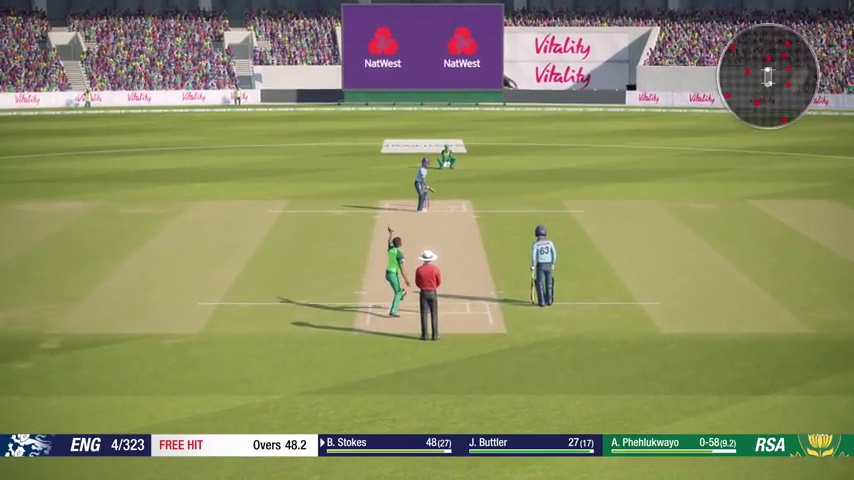 NatWest NatWest
Vitality
Vitality
Vitality Vitality Vitality
Vitality Vitality
63
ENG 4/323 FREE HIT Overs 48.2 B. Stokes 48(27) J. Buttler 27(17) A. Phehlukwayo 0-58(9.2) RSA